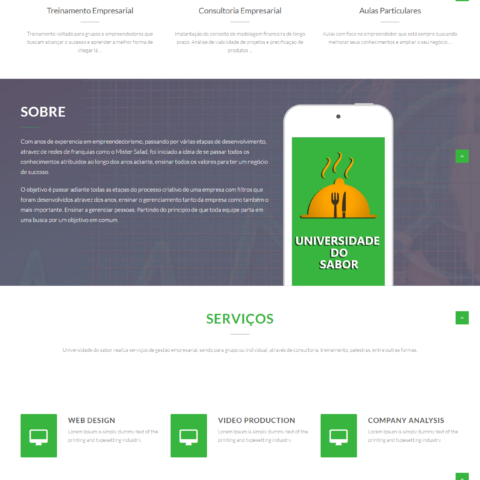 Treinamento Empresarial
Consultoria Empresarial
Aulas Particulares
Treinamento voltado para grupos e empreendedores que
buscam alcançar o sucesso e aprender a melhor forma de
chegar lá ...
Implantação do conceito de modelagem financeira de longo
prazo. Análise de viabilidade de projetos e precificação de
produtos ...
Aulas com foco no empreendedor que está sempre buscando
melhorar seus conhecimentos e ampliar o seu negócio ...
SOBRE
Com anos de experencia em empreendedorismo, passando por várias etapas de desenvolvimento,
atravez de redes de franquias como o Mister Salad, foi iniciado a ideia de se passar todos os
conhecimentos atribuidos ao longo dos anos adiante, ensinar todos os valores para ter um negócio
de sucesso.
O objetivo é passar adiante todas as etapas do processo criativo de uma empresa com filtros que
foram desenvolvidos atravez dos anos, ensinar o gerenciamento tanto da empresa como também o
mais importante. Ensinar a gerenciar pessoas. Partindo do principio de que toda equipe parta em
uma busca por um objetivo em comum.
UNIVERSIDADE
DO
SABOR
SERVIÇOS
Universidade do sabor realiza serviços de gestão empresarial, sendo para grupo ou individual, através de consultoria, treinamento, palestras, entre outras formas.
WEB DESIGN
Lorem Ipsum is simply dummy text of the
printing and typesetting industry.
VIDEO PRODUCTION
Lorem Ipsum is simply dummy text of the
printing and typesetting industry.
COMPANY ANALYSIS
Lorem Ipsum is simply dummy text of the
printing and typesetting industry.